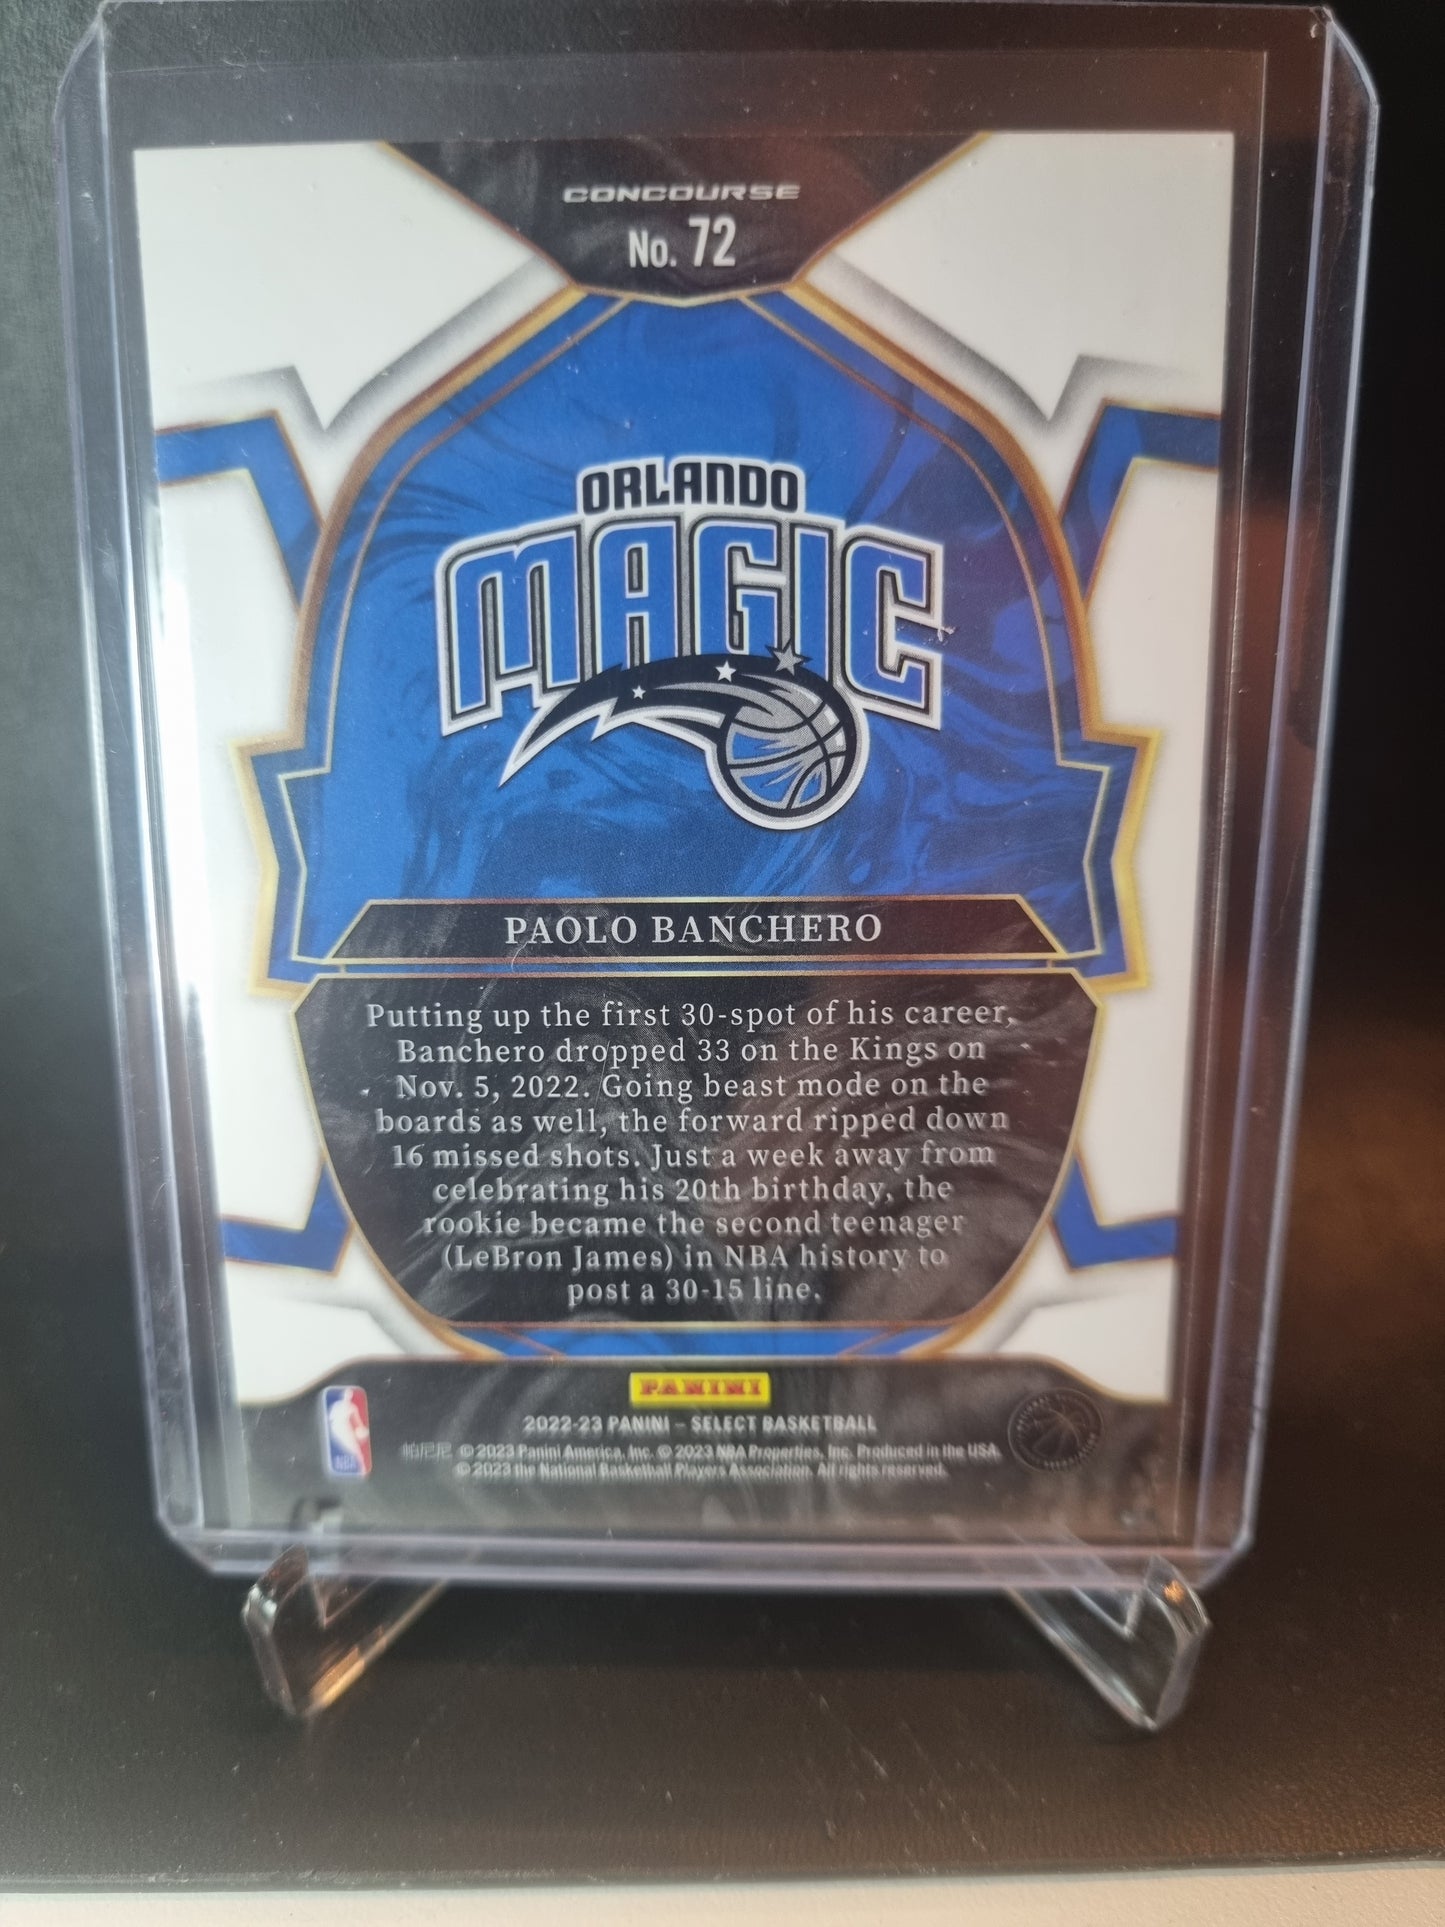 CONCOURSE
No. 72
ORLANDO
MAGIC
PAOLO BANCHERO
Putting up the first 30-spot of his career,
Banchero dropped 33 on the Kings on
Nov. 5, 2022. Going beast mode on the
boards as well, the forward ripped down
16 missed shots. Just a week away from
celebrating his 20th birthday, the
rookie became the second teenager
(LeBron James) in NBA history to
post a 30-15 line.
PANINI
2022-23 PANINI – SELECT BASKETBALL
帕尼尼 © 2023 Panini America, Inc. © 2023 NBA Properties, Inc. Produced in the USA.
© 2023 the National Basketball Players Association. All rights reserved.
NBA